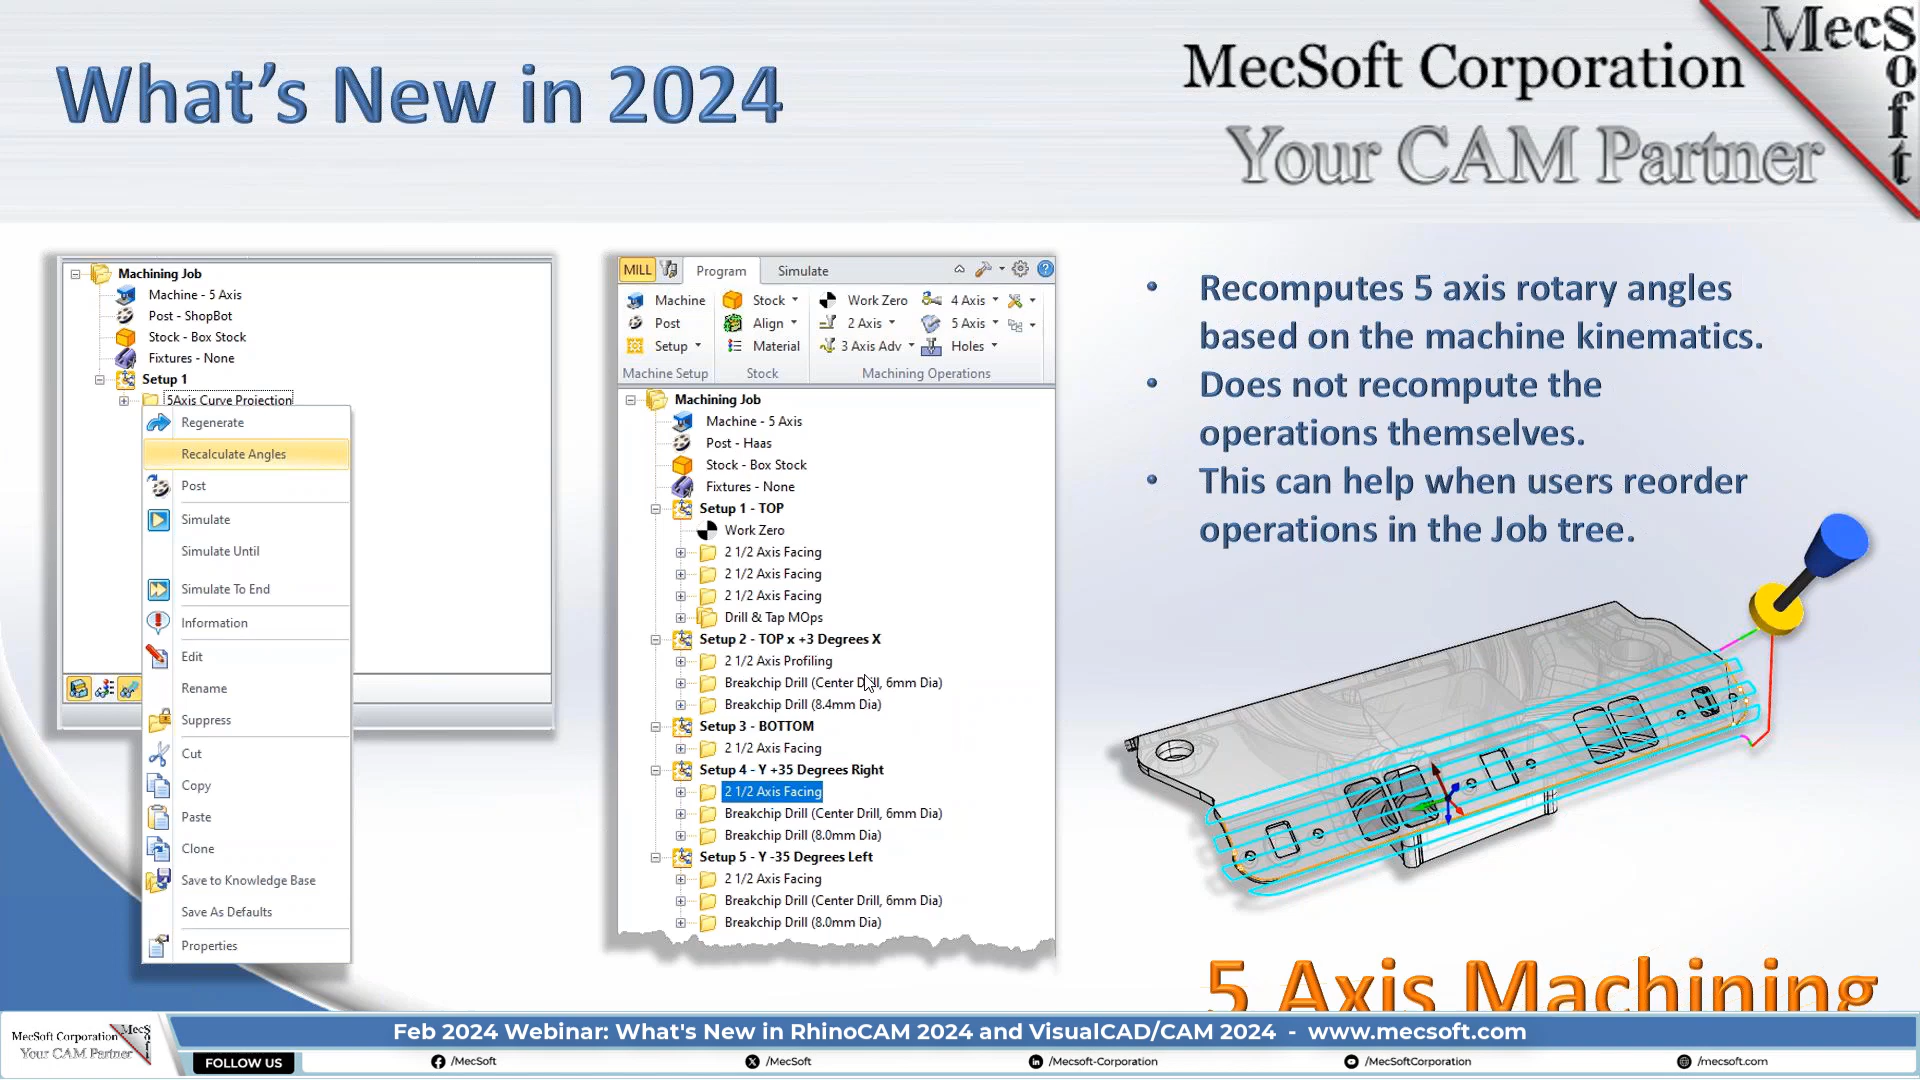 What's New in 2024
MecSoft Corporation
Your CAM Partner
MecSoft
Machining Job
Machine - 5 Axis
Post - ShopBot
Stock - Box Stock
Fixtures - None
Setup 1
5Axis Curve Projection
Regenerate
Recalculate Angles
Post
Simulate
Simulate Until
Simulate To End
Information
Edit
Rename
Suppress
Cut
Copy
Paste
Clone
Save to Knowledge Base
Save As Defaults
Properties
MILL Program Simulate
Machine Stock Work Zero 4 Axis
Post Align 2 Axis 5 Axis
Setup Material 3 Axis Adv Holes
Machine Setup Stock Machining Operations
Machining Job
Machine - 5 Axis
Post - Haas
Stock - Box Stock
Fixtures - None
Setup 1 - TOP
Work Zero
2 1/2 Axis Facing
2 1/2 Axis Facing
2 1/2 Axis Facing
Drill & Tap MOps
Setup 2 - TOP x +3 Degrees X
2 1/2 Axis Profiling
Breakchip Drill (Center Drill, 6mm Dia)
Breakchip Drill (8.4mm Dia)
Setup 3 - BOTTOM
2 1/2 Axis Facing
Setup 4 - Y +35 Degrees Right
2 1/2 Axis Facing
Breakchip Drill (Center Drill, 6mm Dia)
Breakchip Drill (8.0mm Dia)
Setup 5 - Y -35 Degrees Left
2 1/2 Axis Facing
Breakchip Drill (Center Drill, 6mm Dia)
Breakchip Drill (8.0mm Dia)
• Recomputes 5 axis rotary angles
based on the machine kinematics.
• Does not recompute the
operations themselves.
• This can help when users reorder
operations in the Job tree.
5 Axis Machining
MecSoft Corporation
Your CAM Partner
MecSoft
Feb 2024 Webinar: What's New in RhinoCAM 2024 and VisualCAD/CAM 2024 - www.mecsoft.com
FOLLOW US
/MecSoft
/MecSoft
/Mecsoft-Corporation
/MecSoftCorporation
/mecsoft.com